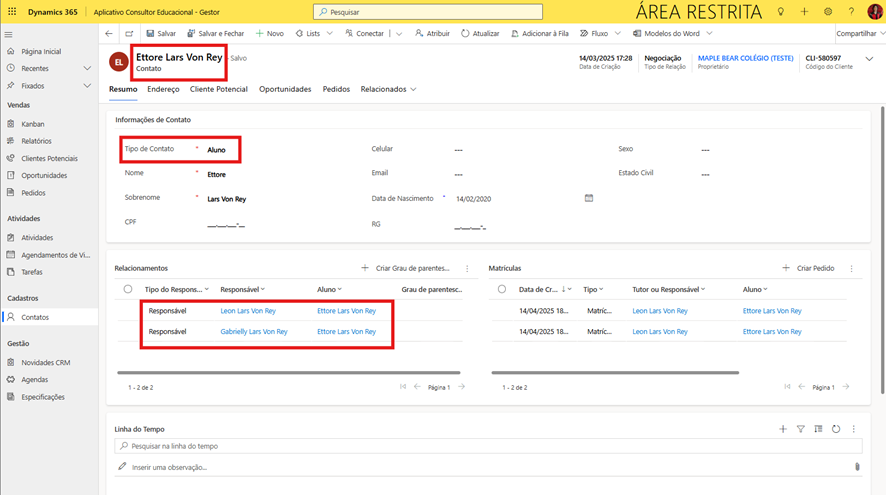 Dynamics 365 Aplicativo Consultor Educacional - Gestor Pesquisar ÁREA RESTRITA
Salvar Salvar e Fechar Novo Lists Conectar Atribuir Atualizar Adicionar à Fila Fluxo Modelos do Word Compartilhar
Página Inicial
Recentes
Fixados
Vendas
Kanban
Relatórios
Clientes Potenciais
Oportunidades
Pedidos
Atividades
Atividades
Agendamentos de Vi...
Tarefas
Cadastros
Contatos
Gestão
Novidades CRM
Agendas
Especificações
EL
Ettore Lars Von Rey - Salvo
Contato
14/03/2025 17:28
Data de Criação
Negociação
Tipo de Relação
MAPLE BEAR COLÉGIO (TESTE)
Proprietário
CLI-580597
Código do Cliente
Resumo Endereço Cliente Potencial Oportunidades Pedidos Relacionados
Informações de Contato
Tipo de Contato * Aluno Celular --- Sexo ---
Nome * Ettore Email --- Estado Civil ---
Sobrenome * Lars Von Rey Data de Nascimento * 14/02/2020
CPF __.__.__-_ RG _.__.__-_
Relacionamentos + Criar Grau de parentes...
Tipo do Respons... Responsável Aluno Grau de parentesc...
Responsável Leon Lars Von Rey Ettore Lars Von Rey
Responsável Gabrielly Lars Von Rey Ettore Lars Von Rey
1 - 2 de 2 Página 1
Matrículas + Criar Pedido
Data de Cr... Tipo Tutor ou Responsável Aluno
14/04/2025 18... Matríc... Leon Lars Von Rey Ettore Lars Von Rey
14/04/2025 18... Matríc... Leon Lars Von Rey Ettore Lars Von Rey
1 - 2 de 2 Página 1
Linha do Tempo
Pesquisar na linha do tempo
Inserir uma observação...